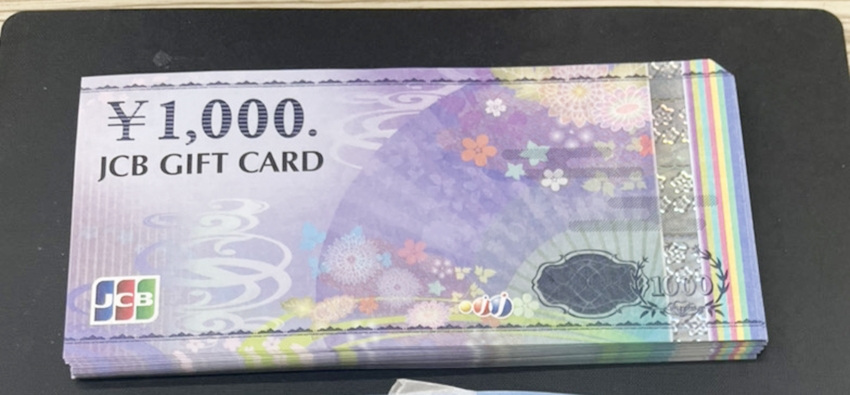 ¥1,000.
JCB GIFT CARD
JCB
1000